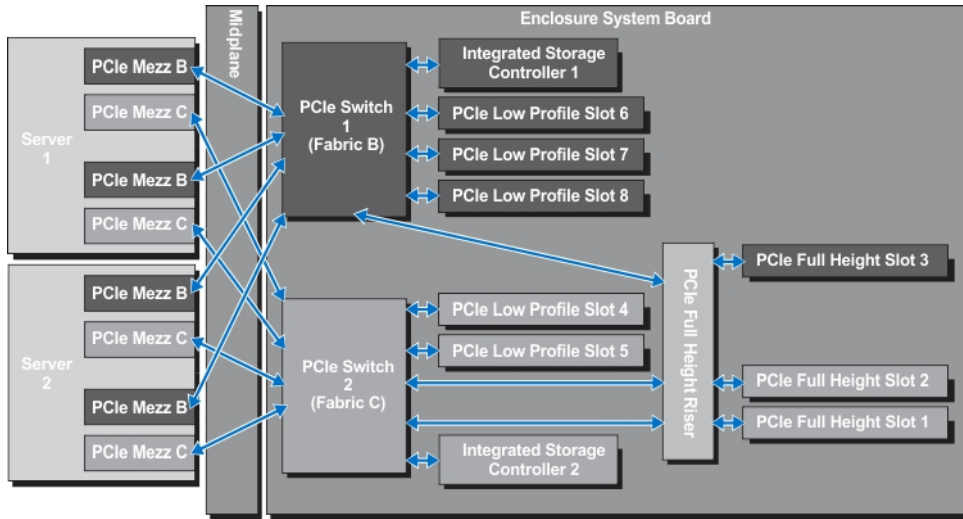 Enclosure System Board
Midplane
Server
1
PCIe Mezz B
PCIe Mezz C
PCIe Mezz B
PCIe Mezz C
Server
2
PCIe Mezz B
PCIe Mezz C
PCIe Mezz B
PCIe Mezz C
PCIe Switch
1
(Fabric B)
Integrated Storage
Controller 1
PCIe Low Profile Slot 6
PCIe Low Profile Slot 7
PCIe Low Profile Slot 8
PCIe Switch
2
(Fabric C)
PCIe Low Profile Slot 4
PCIe Low Profile Slot 5
Integrated Storage
Controller 2
PCIe Full Height Riser
PCIe Full Height Slot 3
PCIe Full Height Slot 2
PCIe Full Height Slot 1